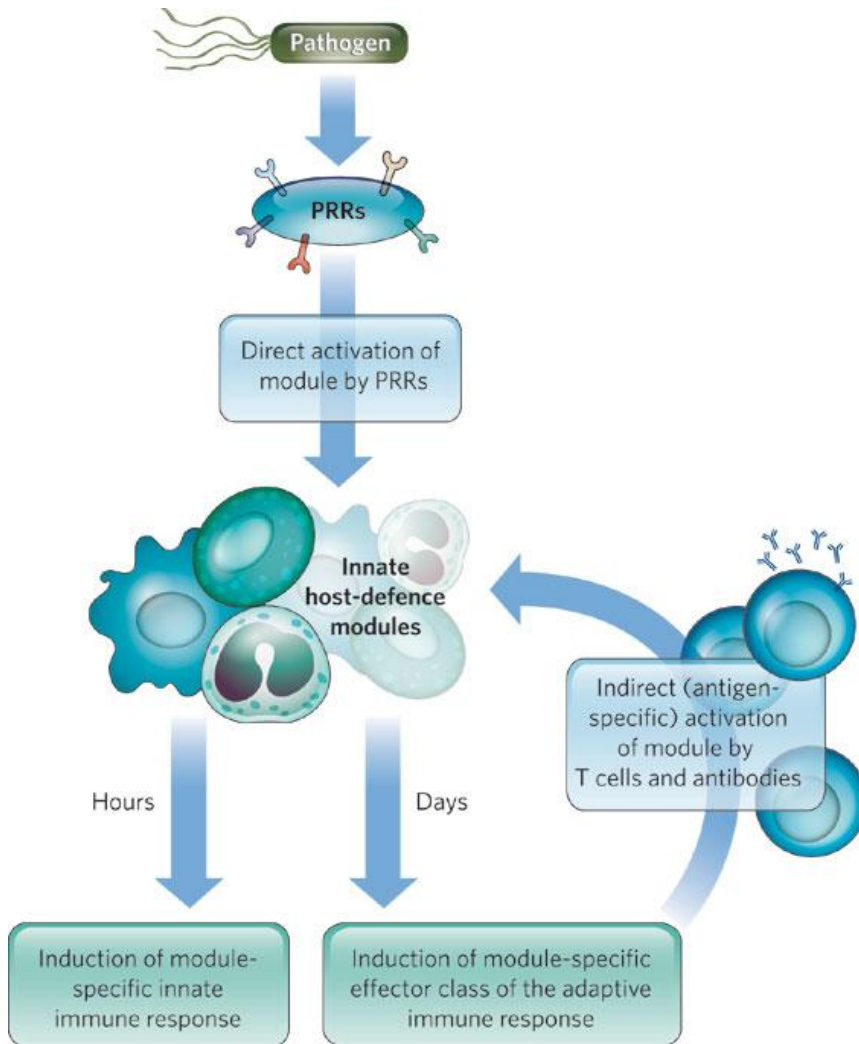 Pathogen
PRRs
Direct activation of
module by PRRs
Innate
host-defence
modules
Indirect (antigen-
specific) activation
of module by
T cells and antibodies
Hours
Days
Induction of module-
specific innate
immune response
Induction of module-specific
effector class of the adaptive
immune response